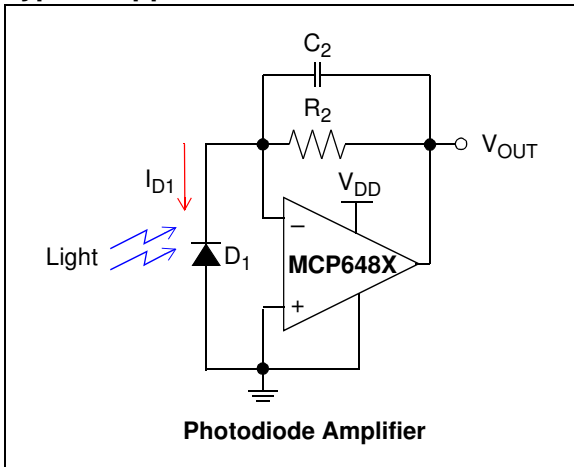 C2
R2
VOUT
ID1
VDD
Light
D1
−
MCP648X
+
Photodiode Amplifier